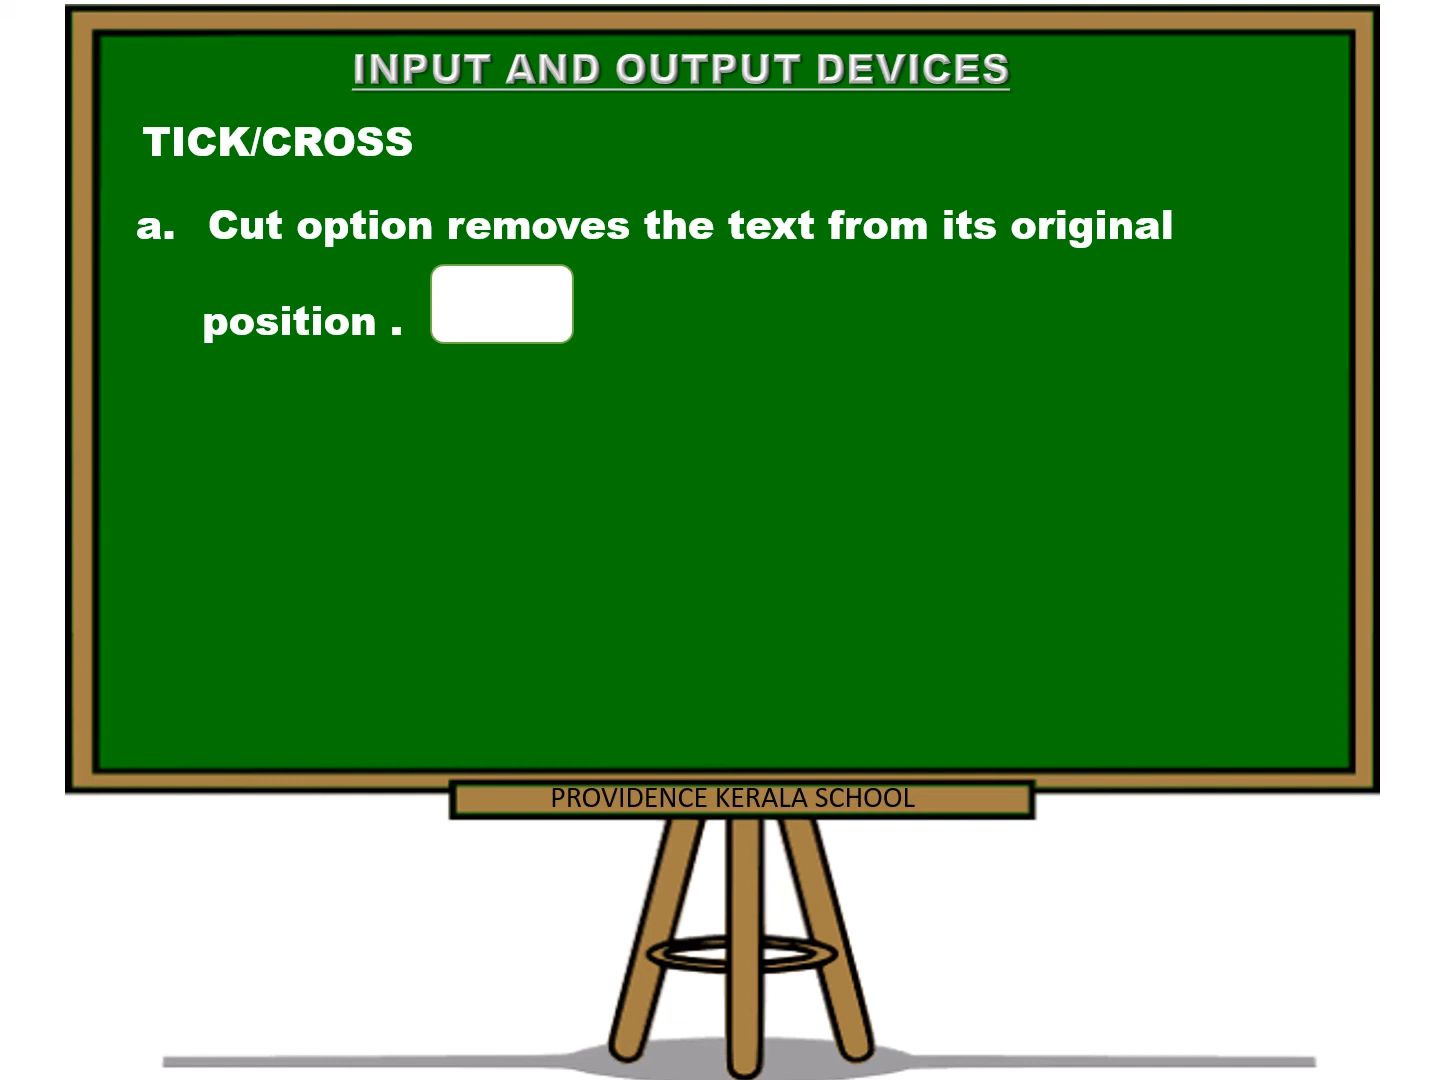 INPUT AND OUTPUT DEVICES
TICK/CROSS
a. Cut option removes the text from its original
position .
PROVIDENCE KERALA SCHOOL